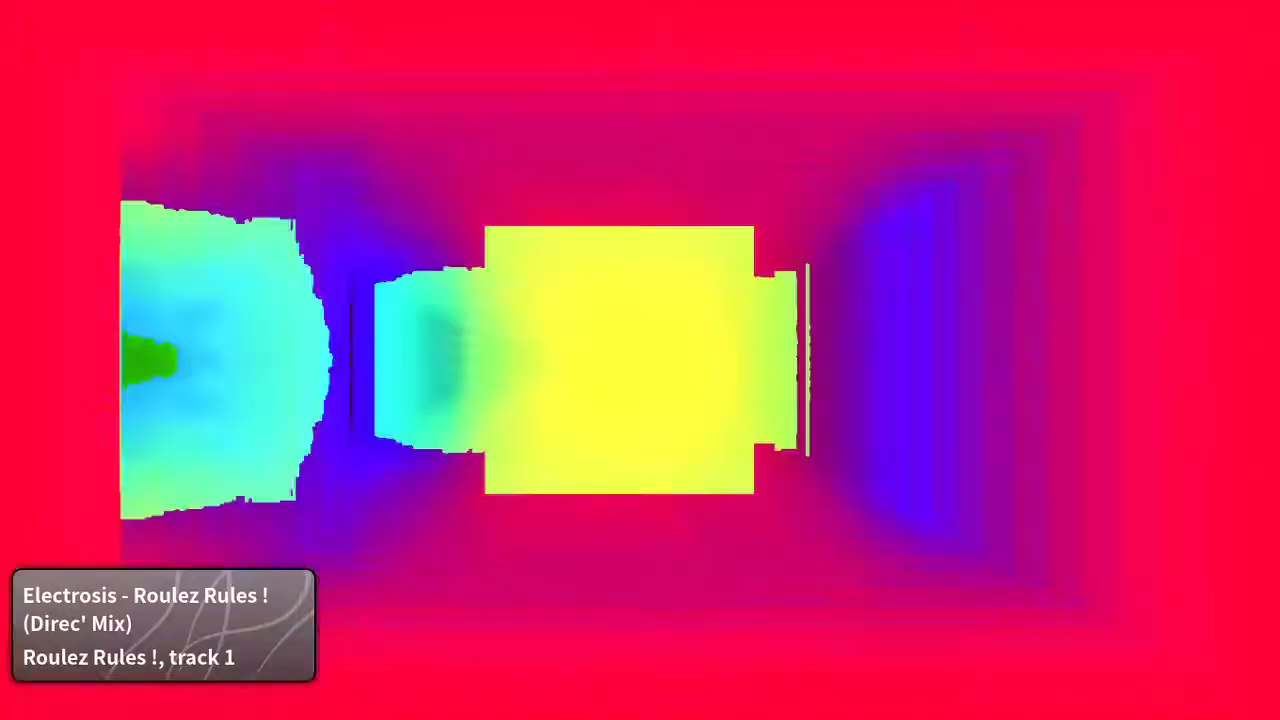 Electrosis - Roulez Rules !
(Direc' Mix)
Roulez Rules !, track 1